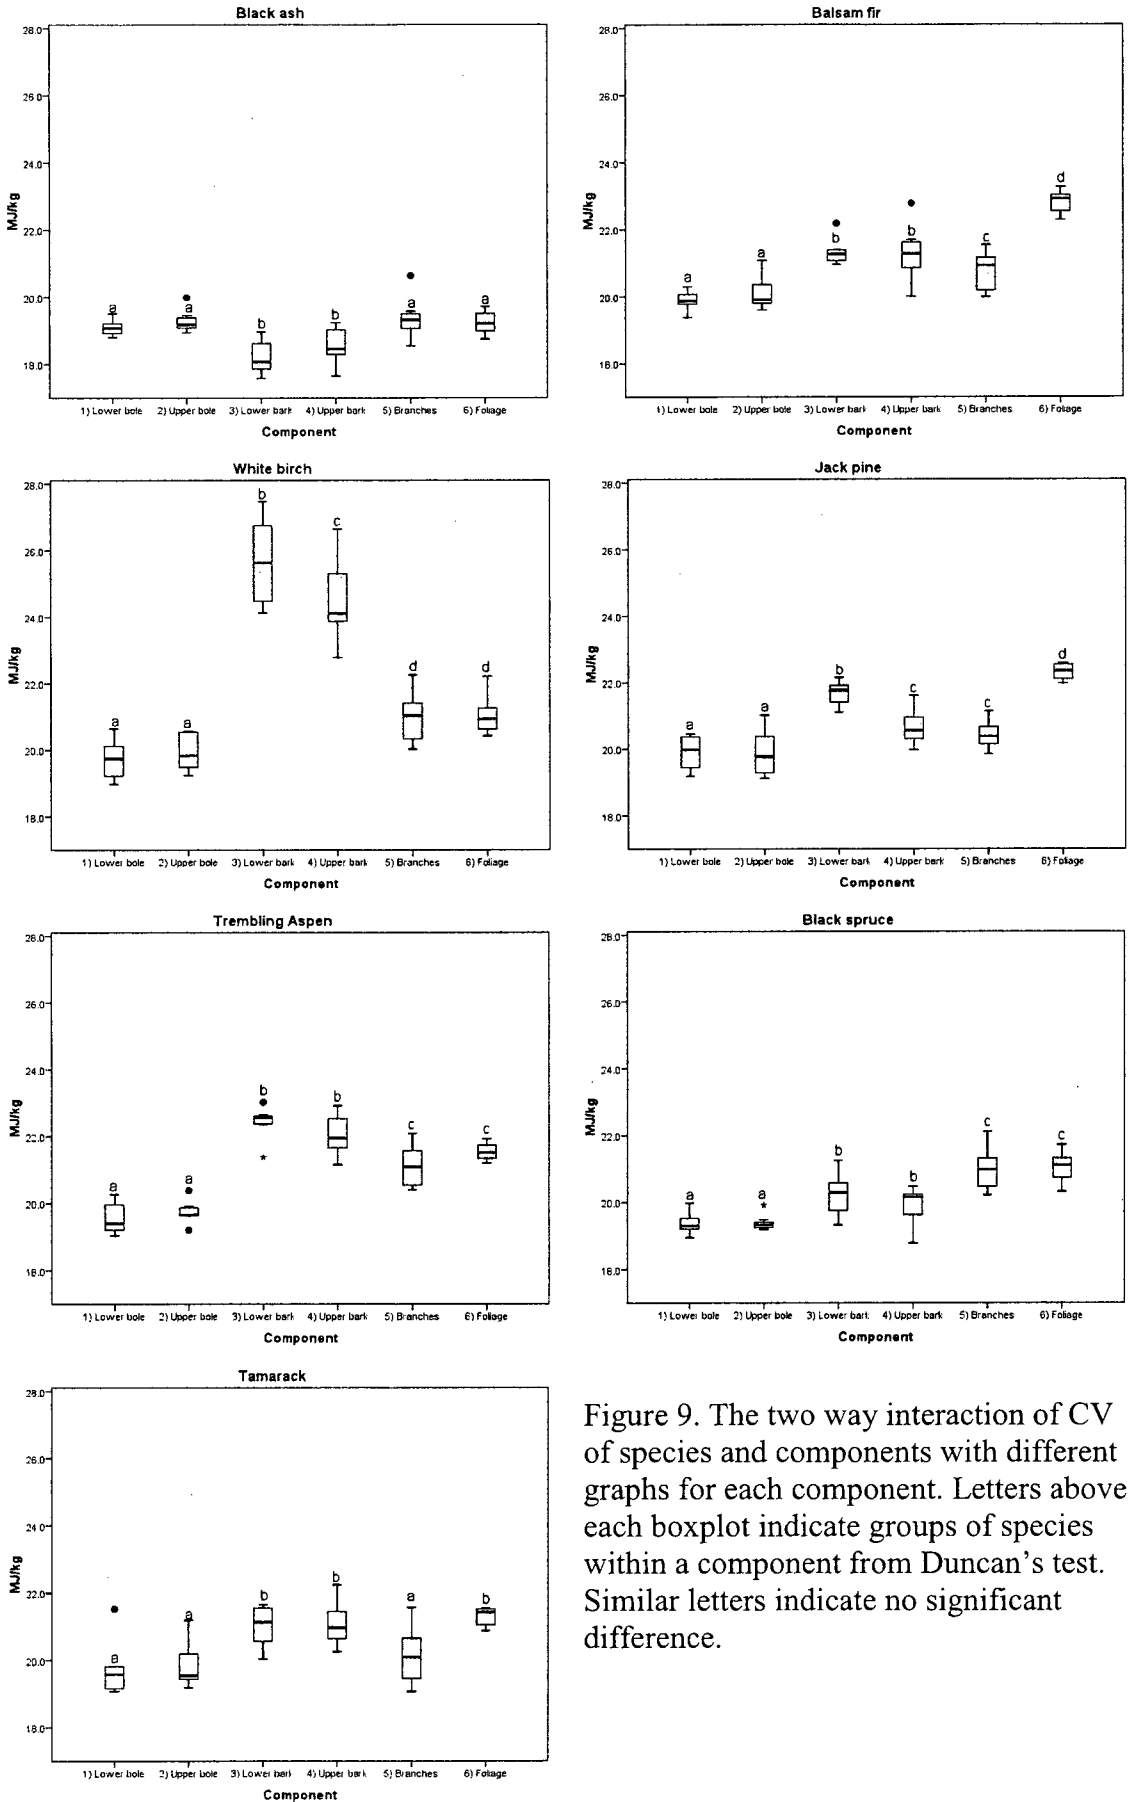 Black ash
28.0
26.0
24.0
22.0
20.0
18.0
MJ/kg
a
a
b
b
a
a
1) Lower bole 2) Upper bole 3) Lower bark 4) Upper bark 5) Branches 6) Foliage
Component
Balsam fir
28.0
26.0
24.0
22.0
20.0
18.0
MJ/kg
a
a
b
b
c
d
1) Lower bole 2) Upper bole 3) Lower bark 4) Upper bark 5) Branches 6) Foliage
Component
White birch
28.0
26.0
24.0
22.0
20.0
18.0
MJ/kg
a
a
b
c
d
d
1) Lower bole 2) Upper bole 3) Lower bark 4) Upper bark 5) Branches 6) Foliage
Component
Jack pine
28.0
26.0
24.0
22.0
20.0
18.0
MJ/kg
a
a
b
c
c
d
1) Lower bole 2) Upper bole 3) Lower bark 4) Upper bark 5) Branches 6) Foliage
Component
Trembling Aspen
28.0
26.0
24.0
22.0
20.0
18.0
MJ/kg
a
a
b
b
c
c
1) Lower bole 2) Upper bole 3) Lower bark 4) Upper bark 5) Branches 6) Foliage
Component
Black spruce
28.0
26.0
24.0
22.0
20.0
18.0
MJ/kg
a
a
b
b
c
c
1) Lower bole 2) Upper bole 3) Lower bark 4) Upper bark 5) Branches 6) Foliage
Component
Tamarack
28.0
26.0
24.0
22.0
20.0
18.0
MJ/kg
a
a
b
b
a
b
1) Lower bole 2) Upper bole 3) Lower bark 4) Upper bark 5) Branches 6) Foliage
Component
Figure 9. The two way interaction of CV
of species and components with different
graphs for each component. Letters above
each boxplot indicate groups of species
within a component from Duncan's test.
Similar letters indicate no significant
difference.